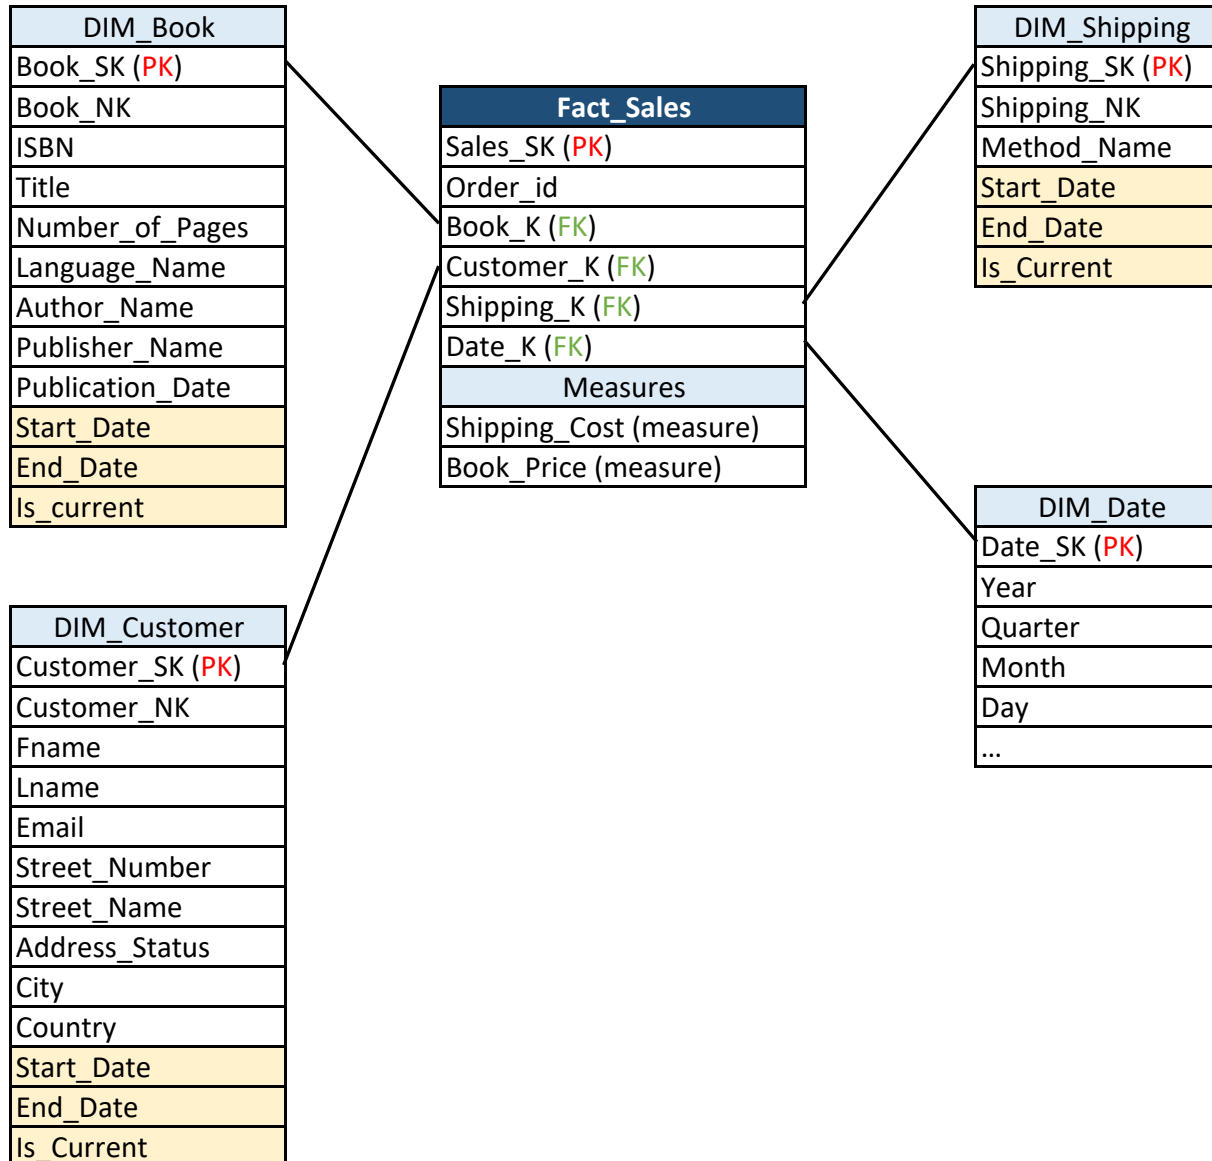 DIM_Book
Book_SK (PK)
Book_NK
ISBN
Title
Number_of_Pages
Language_Name
Author_Name
Publisher_Name
Publication_Date
Start_Date
End_Date
Is_current
DIM_Customer
Customer_SK (PK)
Customer_NK
Fname
Lname
Email
Street_Number
Street_Name
Address_Status
City
Country
Start_Date
End_Date
Is_Current
Fact_Sales
Sales_SK (PK)
Order_id
Book_K (FK)
Customer_K (FK)
Shipping_K (FK)
Date_K (FK)
Measures
Shipping_Cost (measure)
Book_Price (measure)
DIM_Shipping
Shipping_SK (PK)
Shipping_NK
Method_Name
Start_Date
End_Date
Is_Current
DIM_Date
Date_SK (PK)
Year
Quarter
Month
Day
...